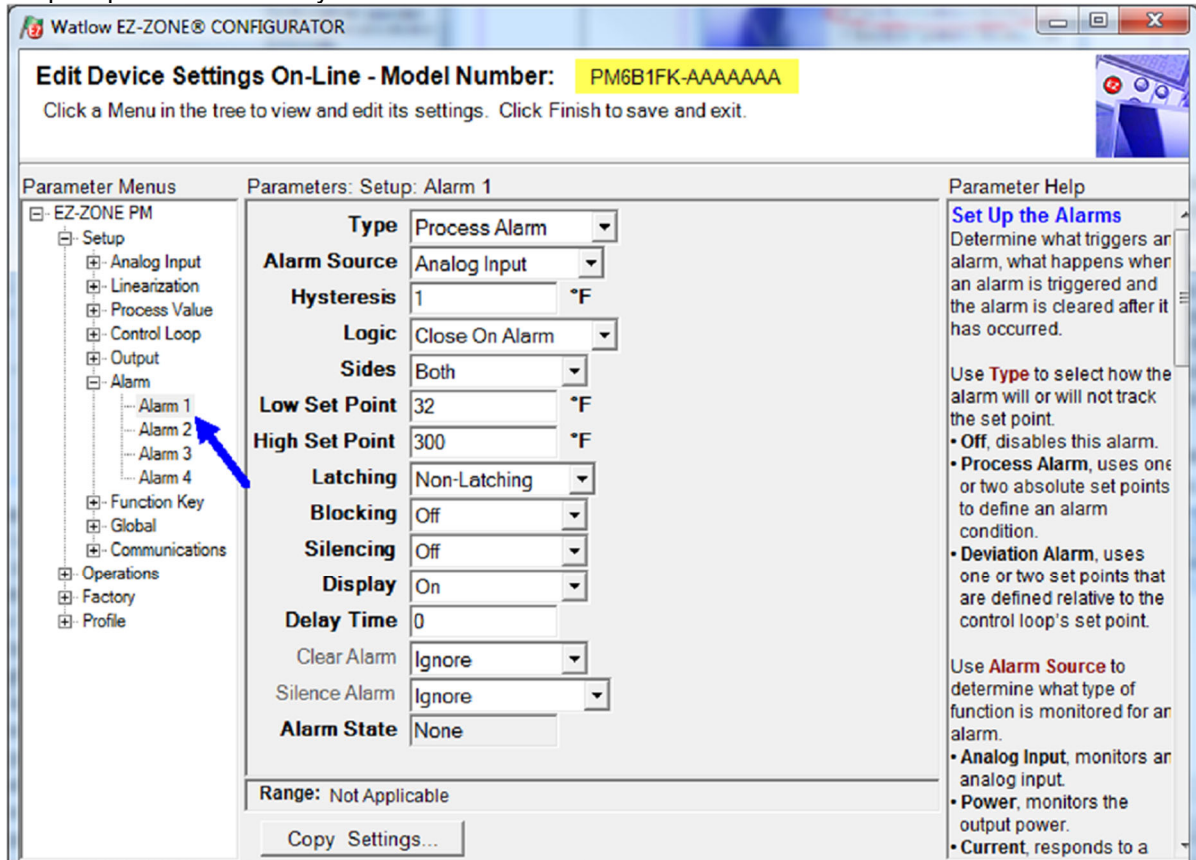 Watlow EZ-ZONE® CONFIGURATOR
Edit Device Settings On-Line - Model Number: PM6B1FK-AAAAAAA
Click a Menu in the tree to view and edit its settings. Click Finish to save and exit.
Parameter Menus
EZ-ZONE PM
Setup
Analog Input
Linearization
Process Value
Control Loop
Output
Alarm
Alarm 1
Alarm 2
Alarm 3
Alarm 4
Function Key
Global
Communications
Operations
Factory
Profile
Parameters: Setup: Alarm 1
Type Process Alarm
Alarm Source Analog Input
Hysteresis 1 °F
Logic Close On Alarm
Sides Both
Low Set Point 32 °F
High Set Point 300 °F
Latching Non-Latching
Blocking Off
Silencing Off
Display On
Delay Time 0
Clear Alarm Ignore
Silence Alarm Ignore
Alarm State None
Range: Not Applicable
Copy Settings...
Parameter Help
Set Up the Alarms
Determine what triggers an
alarm, what happens when
an alarm is triggered and
the alarm is cleared after it
has occurred.
Use Type to select how the
alarm will or will not track
the set point.
• Off, disables this alarm.
• Process Alarm, uses one
or two absolute set points
to define an alarm
condition.
• Deviation Alarm, uses
one or two set points that
are defined relative to the
control loop's set point.
Use Alarm Source to
determine what type of
function is monitored for an
alarm.
• Analog Input, monitors an
analog input.
• Power, monitors the
output power.
• Current, responds to a